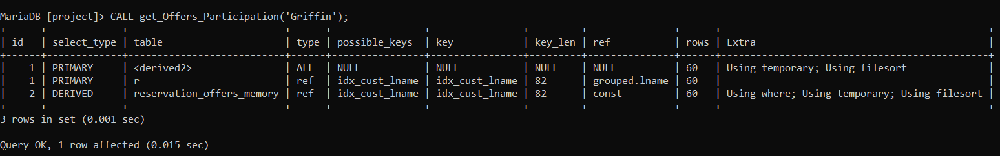 MariaDB [project]> CALL get_Offers_Participation('Griffin');
+------+-------------+---------------------------+------+----------------+----------------+---------+---------------+------+----------------------------------------------+
| id   | select_type | table                     | type | possible_keys  | key            | key_len | ref           | rows | Extra                                        |
+------+-------------+---------------------------+------+----------------+----------------+---------+---------------+------+----------------------------------------------+
|    1 | PRIMARY     | <derived2>                | ALL  | NULL           | NULL           | NULL    | NULL          | 60   | Using temporary; Using filesort              |
|    1 | PRIMARY     | r                         | ref  | idx_cust_lname | idx_cust_lname | 82      | grouped.lname | 60   |                                              |
|    2 | DERIVED     | reservation_offers_memory | ref  | idx_cust_lname | idx_cust_lname | 82      | const         | 60   | Using where; Using temporary; Using filesort |
+------+-------------+---------------------------+------+----------------+----------------+---------+---------------+------+----------------------------------------------+
3 rows in set (0.001 sec)
Query OK, 1 row affected (0.015 sec)